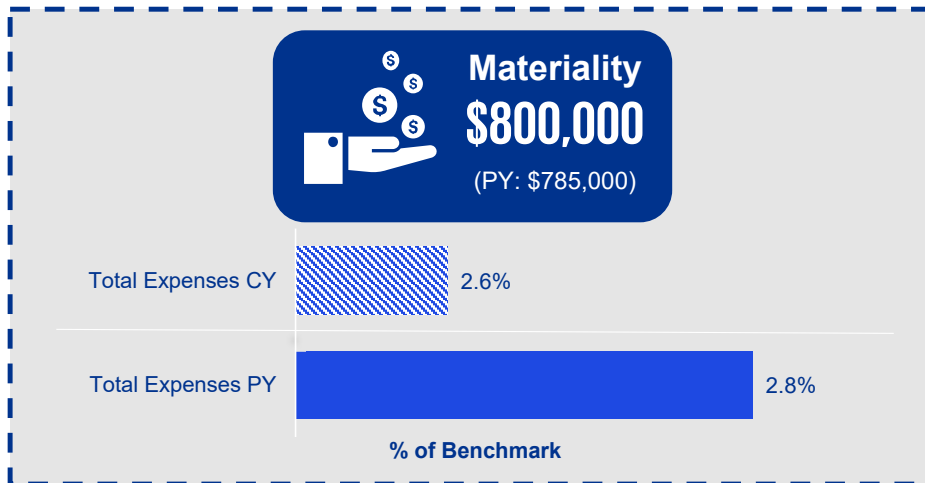 Materiality
$800,000
(PY: $785,000)
$
$
$
$
Total Expenses CY
2.6%
Total Expenses PY
2.8%
% of Benchmark